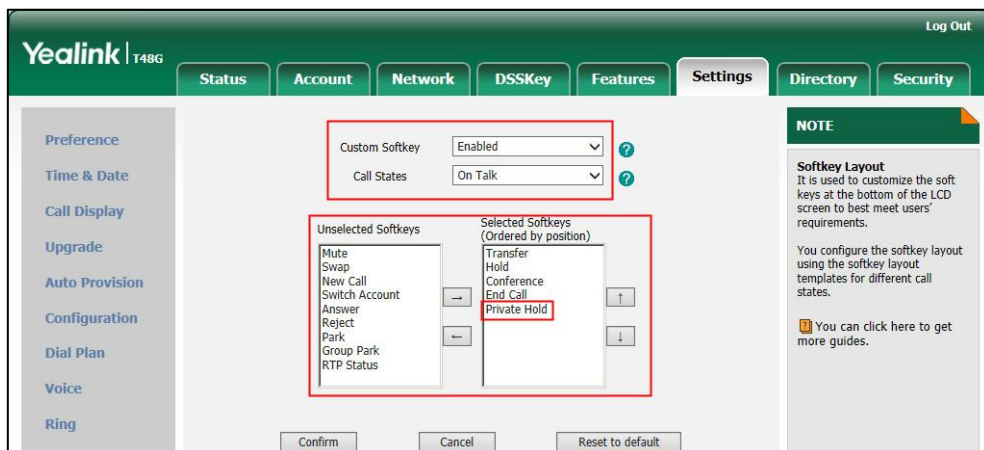 Log Out
Yealink | T48G
Status Account Network DSSKey Features Settings Directory Security
Preference
Time & Date
Call Display
Upgrade
Auto Provision
Configuration
Dial Plan
Voice
Ring
Custom Softkey Enabled ?
Call States On Talk ?
Unselected Softkeys
Mute
Swap
New Call
Switch Account
Answer
Reject
Park
Group Park
RTP Status
→
←
Selected Softkeys
(Ordered by position)
Transfer
Hold
Conference
End Call
Private Hold
↑
↓
Confirm Cancel Reset to default
NOTE
Softkey Layout
It is used to customize the soft
keys at the bottom of the LCD
screen to best meet users'
requirements.
You configure the softkey layout
using the softkey layout
templates for different call
states.
? You can click here to get
more guides.